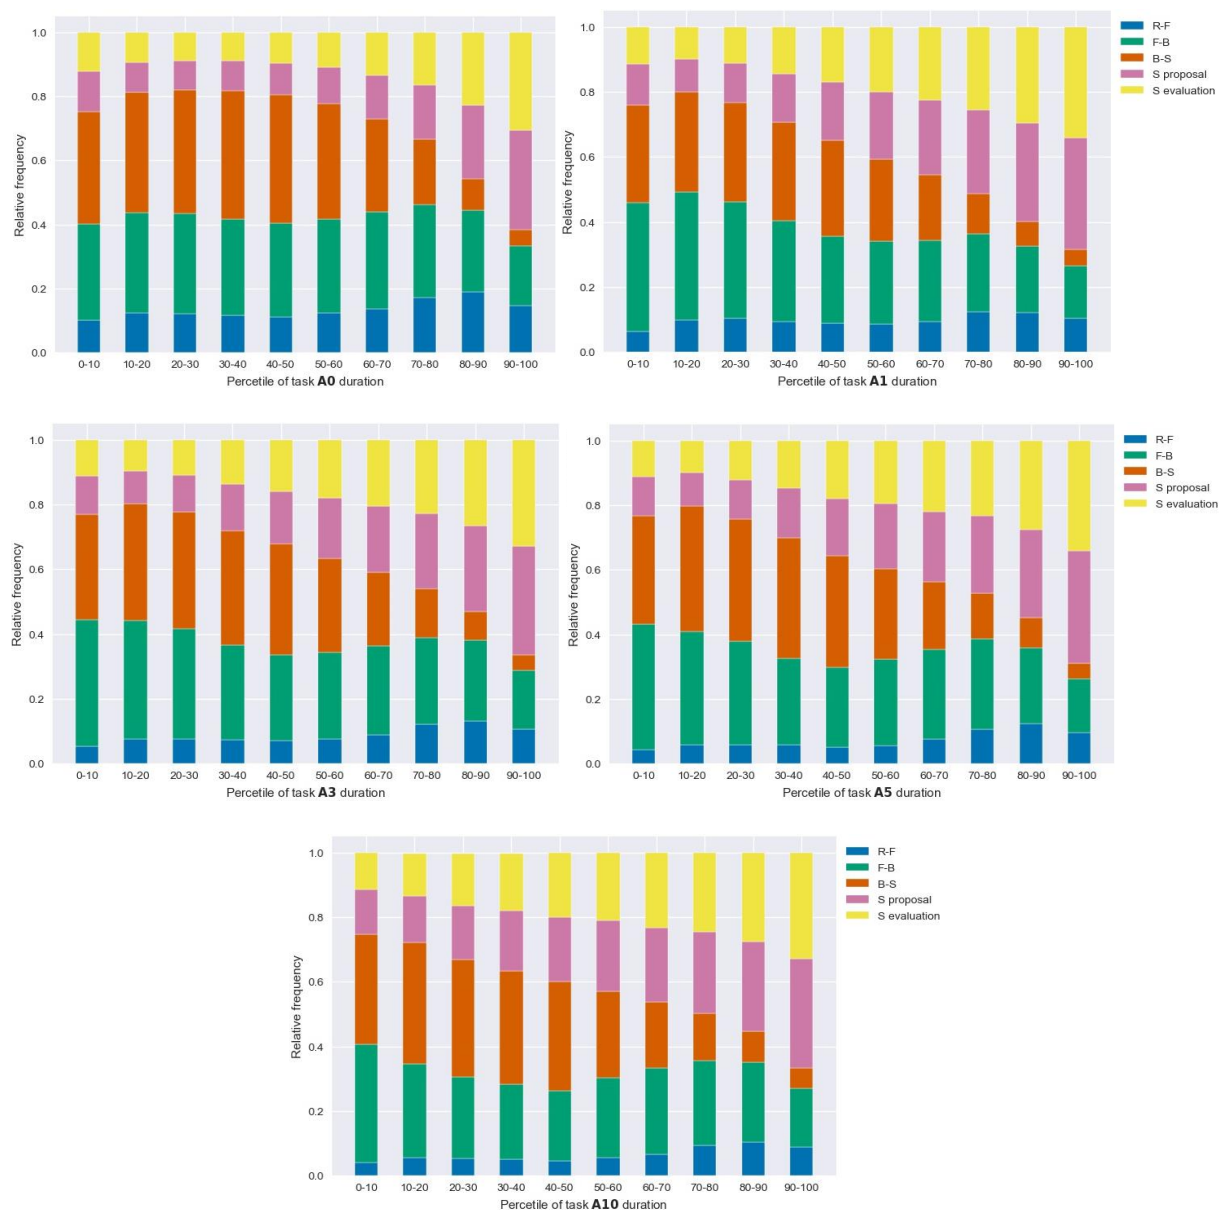 1.0
0.8
0.6
0.4
0.2
0.0
Relative frequency
0-10 10-20 20-30 30-40 40-50 50-60 60-70 70-80 80-90 90-100
Percetile of task A0 duration
1.0
0.8
0.6
0.4
0.2
0.0
Relative frequency
0-10 10-20 20-30 30-40 40-50 50-60 60-70 70-80 80-90 90-100
Percetile of task A1 duration
R-F
F-B
B-S
S proposal
S evaluation
1.0
0.8
0.6
0.4
0.2
0.0
Relative frequency
0-10 10-20 20-30 30-40 40-50 50-60 60-70 70-80 80-90 90-100
Percetile of task A3 duration
1.0
0.8
0.6
0.4
0.2
0.0
Relative frequency
0-10 10-20 20-30 30-40 40-50 50-60 60-70 70-80 80-90 90-100
Percetile of task A5 duration
R-F
F-B
B-S
S proposal
S evaluation
1.0
0.8
0.6
0.4
0.2
0.0
Relative frequency
0-10 10-20 20-30 30-40 40-50 50-60 60-70 70-80 80-90 90-100
Percetile of task A10 duration
R-F
F-B
B-S
S proposal
S evaluation